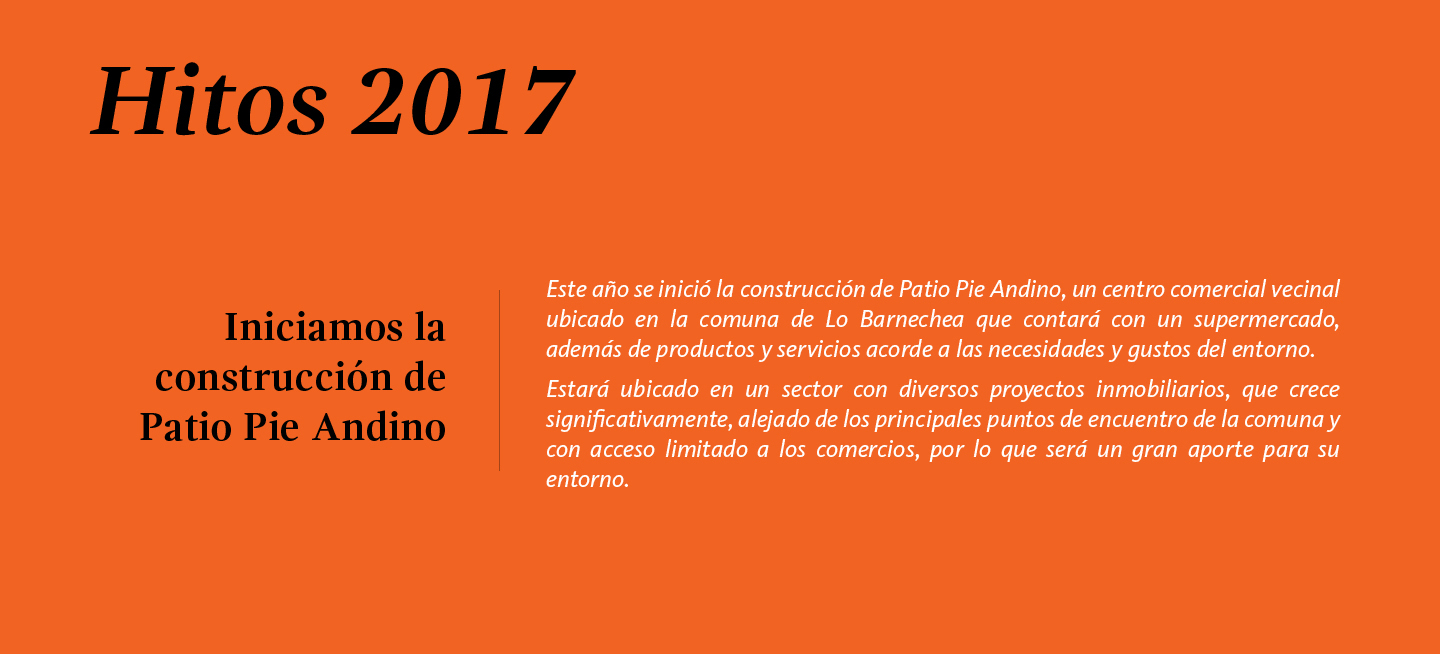 Hitos 2017
Iniciamos la
construcción de
Patio Pie Andino
Este año se inició la construcción de Patio Pie Andino, un centro comercial vecinal
ubicado en la comuna de Lo Barnechea que contará con un supermercado,
además de productos y servicios acorde a las necesidades y gustos del entorno.
Estará ubicado en un sector con diversos proyectos inmobiliarios, que crece
significativamente, alejado de los principales puntos de encuentro de la comuna y
con acceso limitado a los comercios, por lo que será un gran aporte para su
entorno.